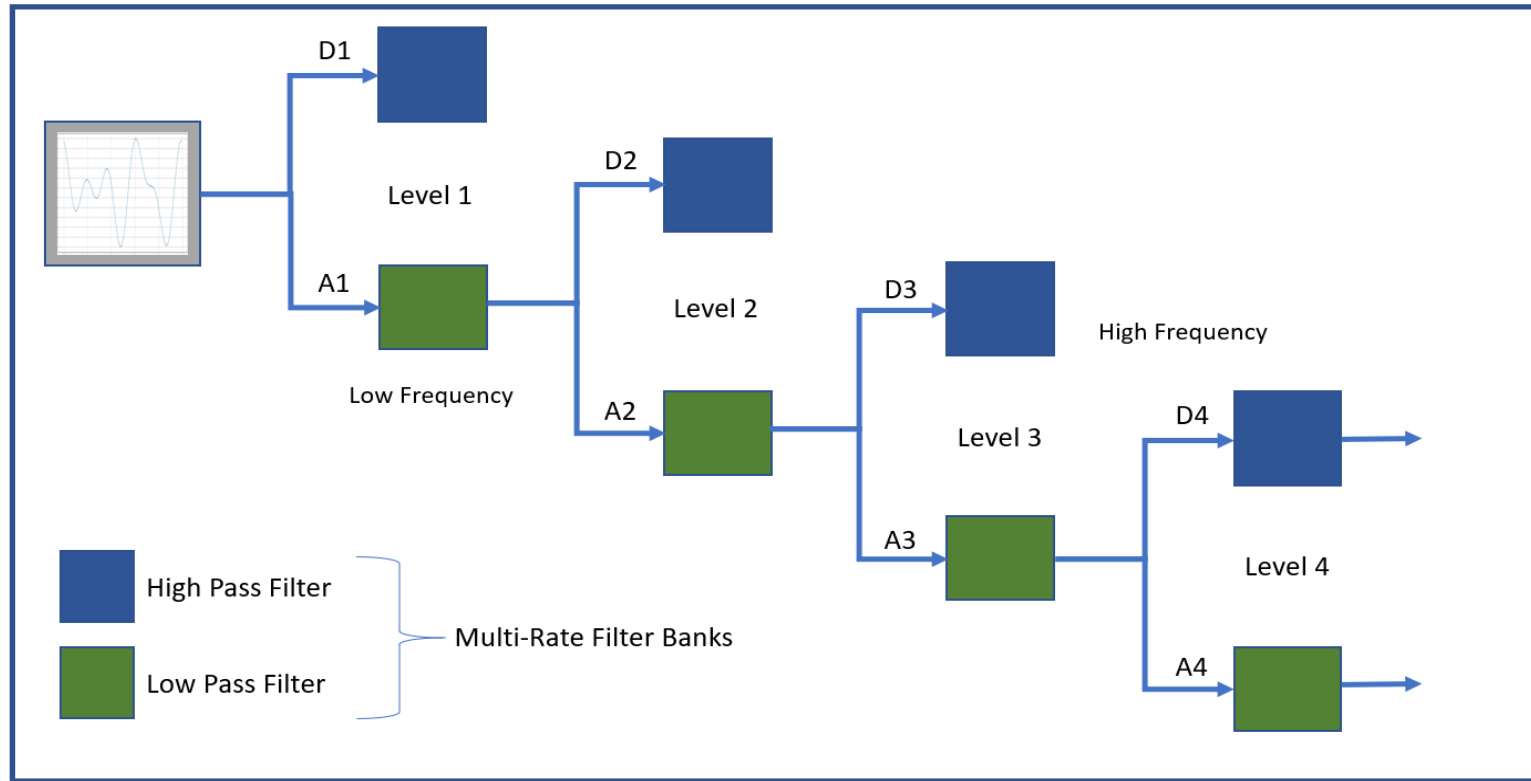 D1
D2
Level 1
A1
D3
Level 2
High Frequency
Low Frequency
A2
D4
Level 3
A3
Level 4
High Pass Filter
Multi-Rate Filter Banks
A4
Low Pass Filter